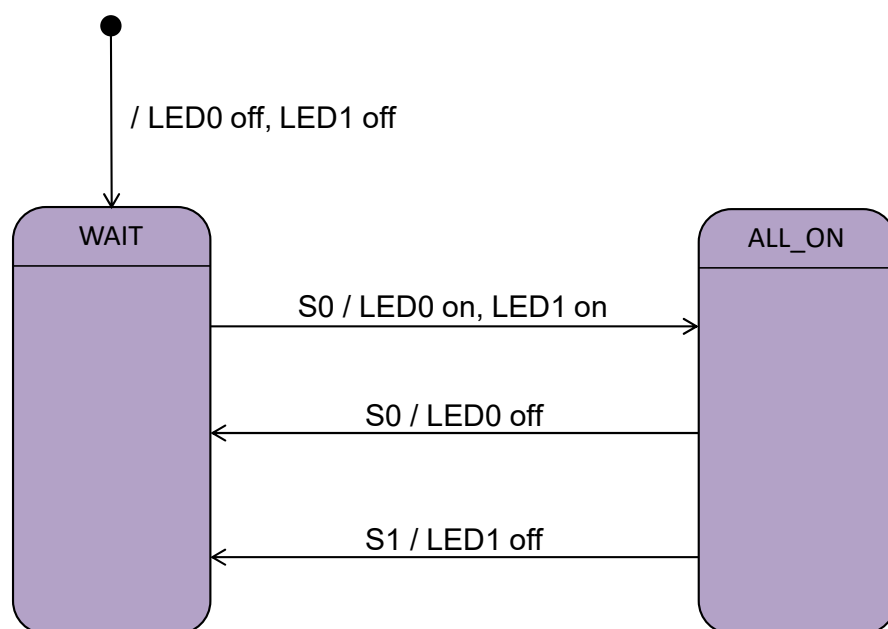 / LED0 off, LED1 off
WAIT
ALL_ON
S0 / LED0 on, LED1 on
S0 / LED0 off
S1 / LED1 off